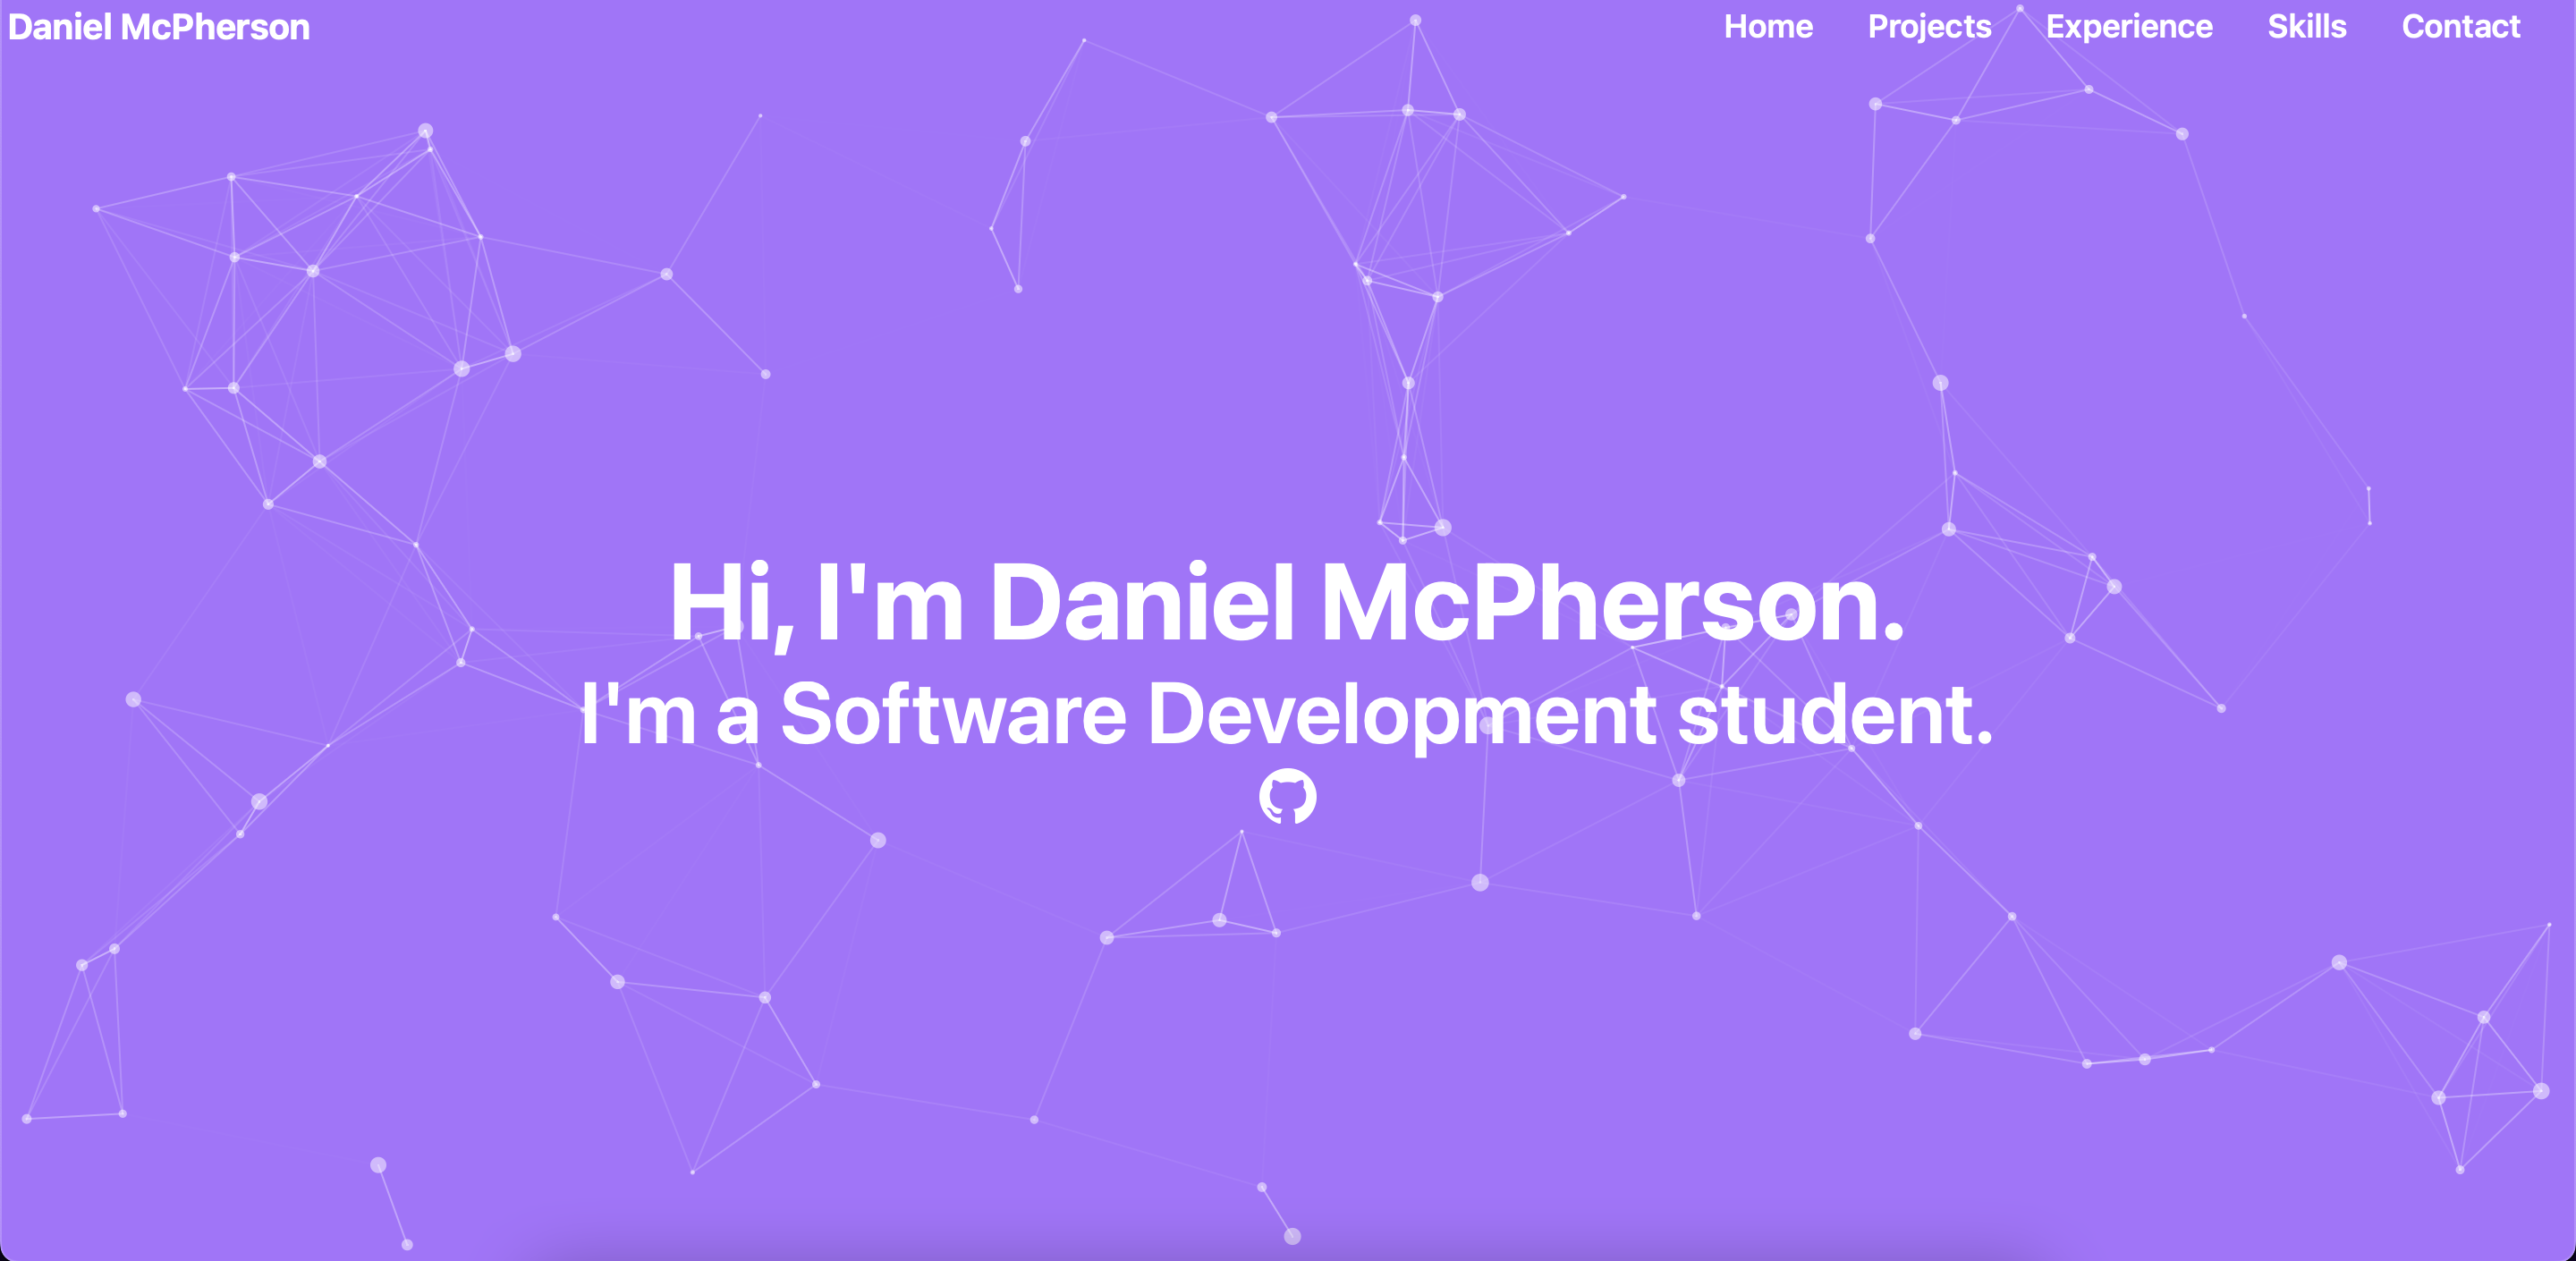 Daniel McPherson
Home Projects Experience Skills Contact
Hi, I'm Daniel McPherson.
I'm a Software Development student.